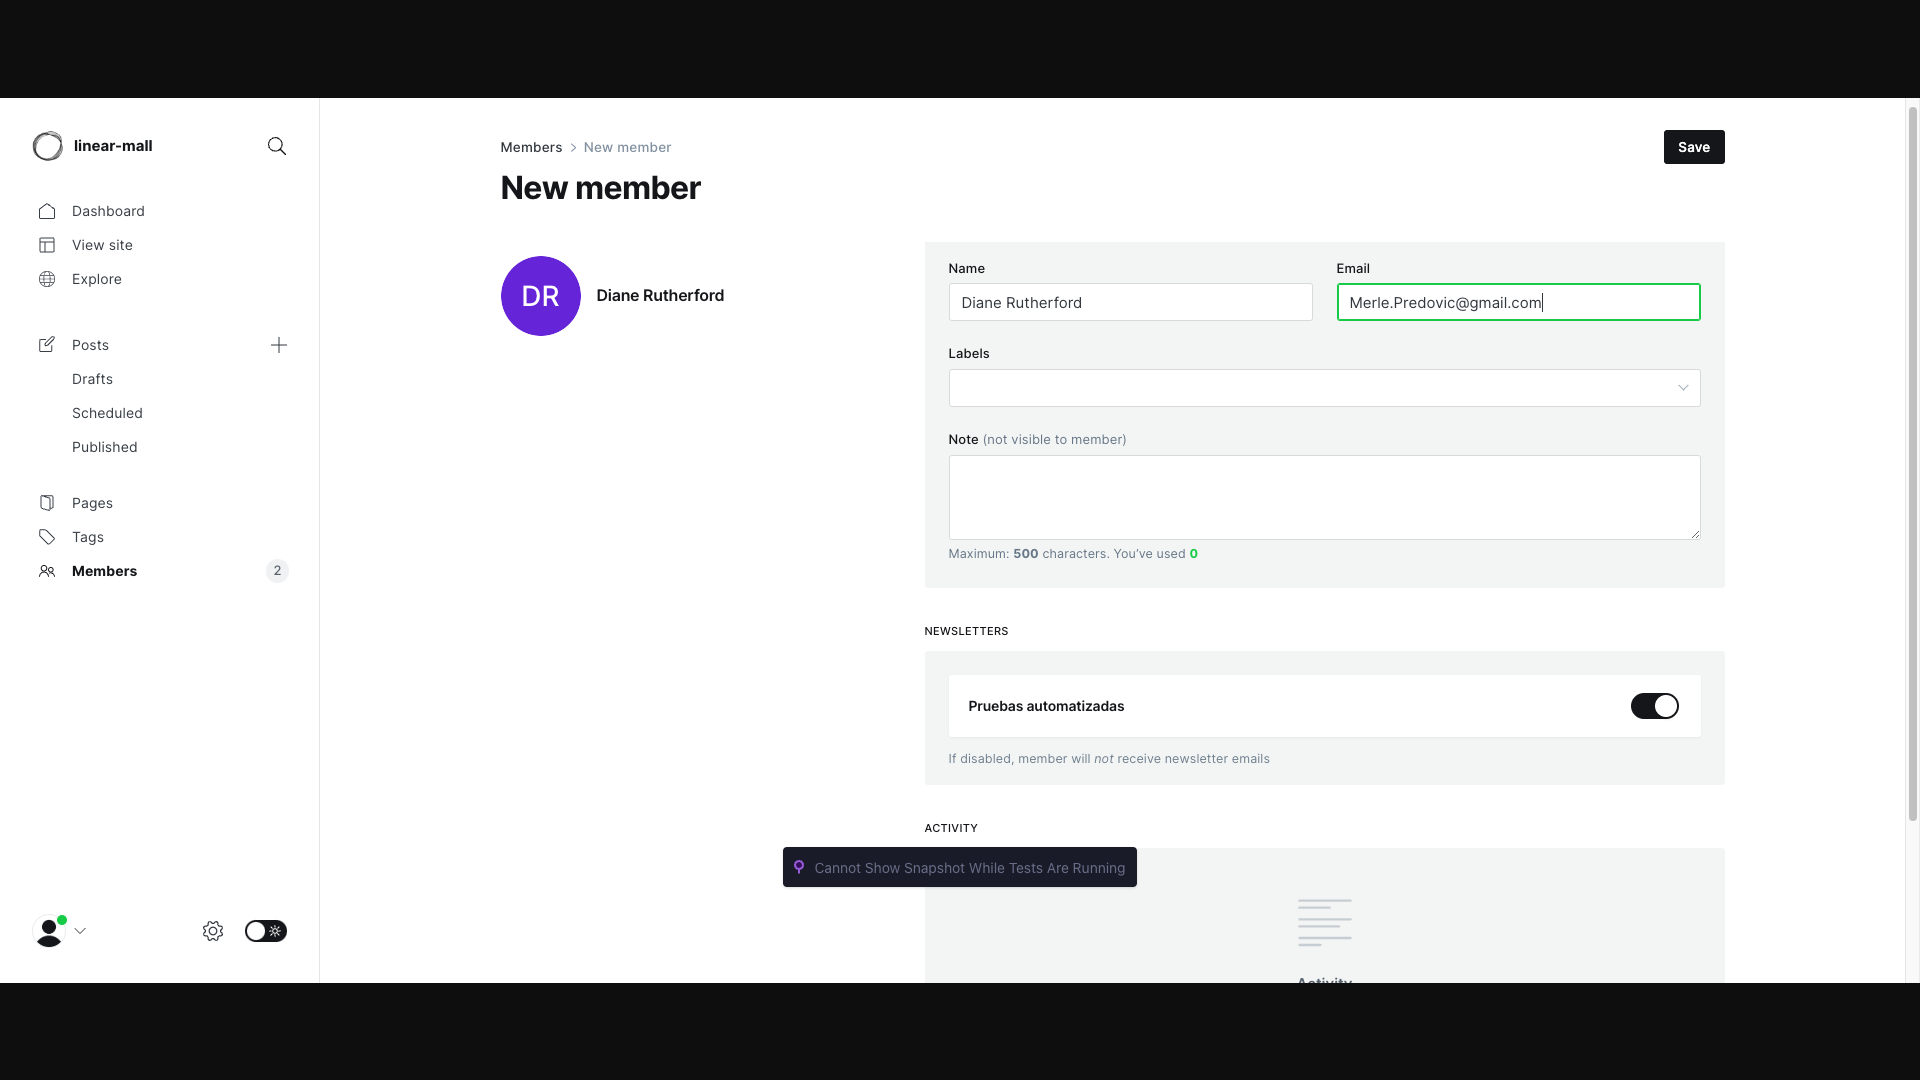 linear-mall
Dashboard
View site
Explore
Posts
Drafts
Scheduled
Published
Pages
Tags
Members
2
Members > New member
Save
New member
DR
Diane Rutherford
Name
Diane Rutherford
Email
Merle.Predovic@gmail.com
Labels
Note (not visible to member)
Maximum: 500 characters. You’ve used 0
NEWSLETTERS
Pruebas automatizadas
If disabled, member will not receive newsletter emails
ACTIVITY
Cannot Show Snapshot While Tests Are Running
Activity